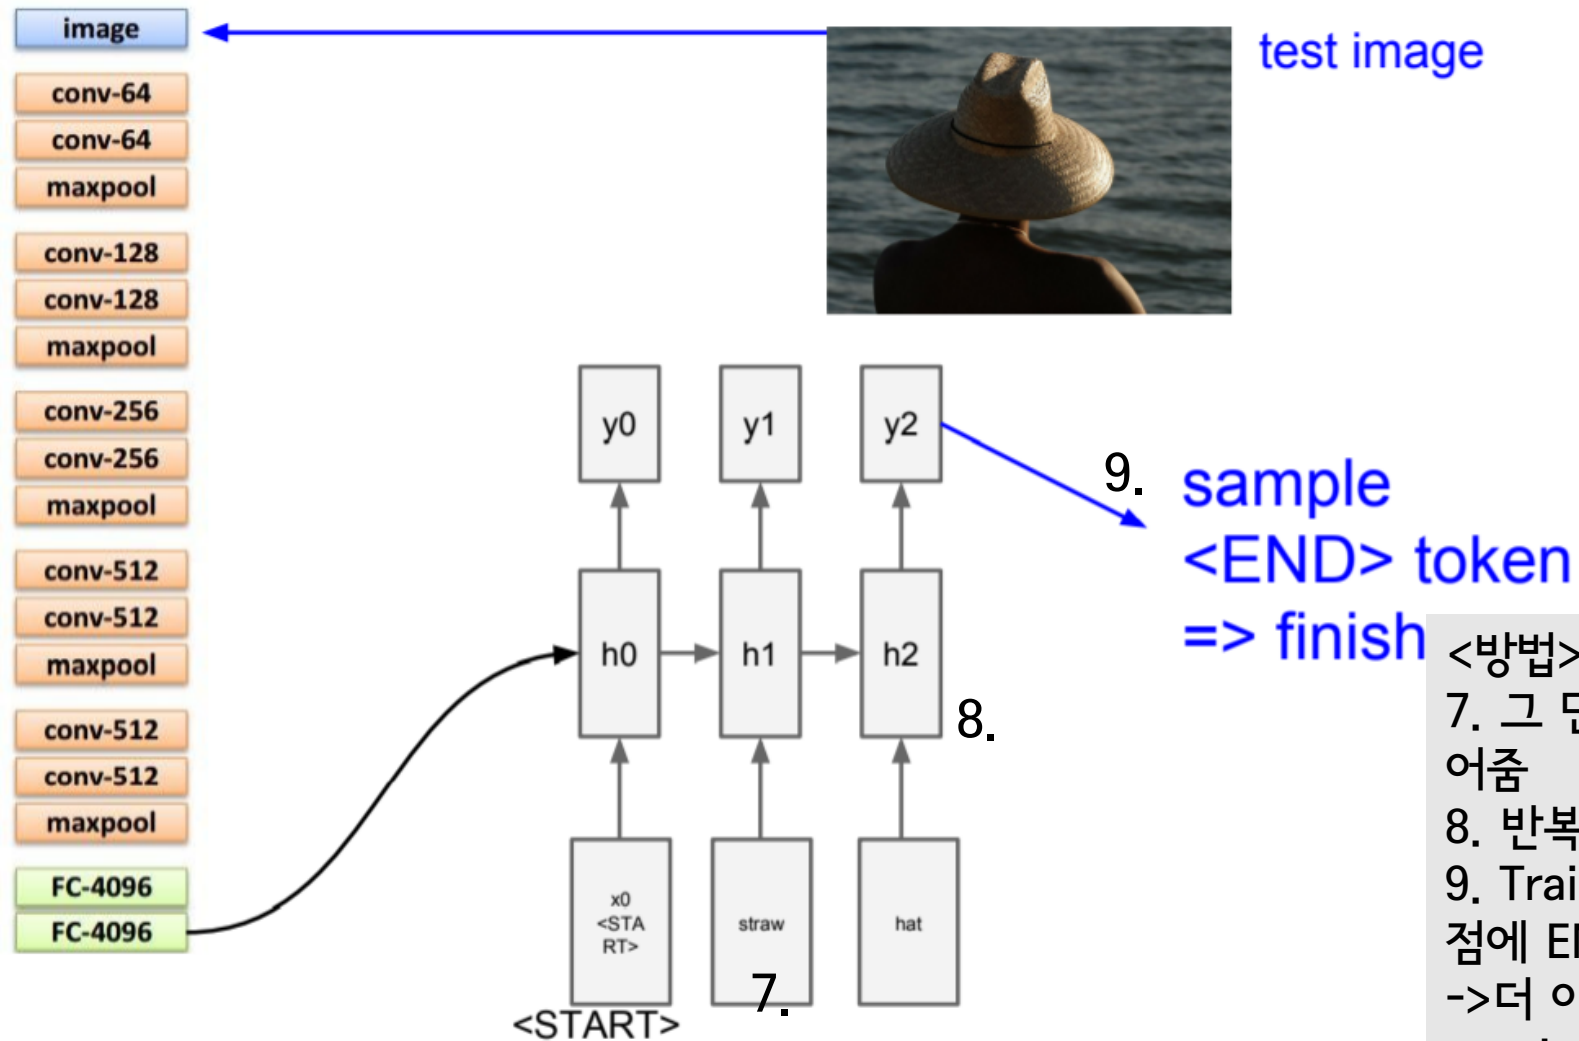 image
conv-64
conv-64
maxpool
conv-128
conv-128
maxpool
conv-256
conv-256
maxpool
conv-512
conv-512
maxpool
conv-512
conv-512
maxpool
FC-4096
FC-4096
test image
y0 y1 y2
h0 h1 h2
8.
x0
<STA
RT>
straw
hat
7.
<START>
9.
sample
<END> token
=> finish
<방법>
7. 그
어줌
8. 반복
9.
점에
->더